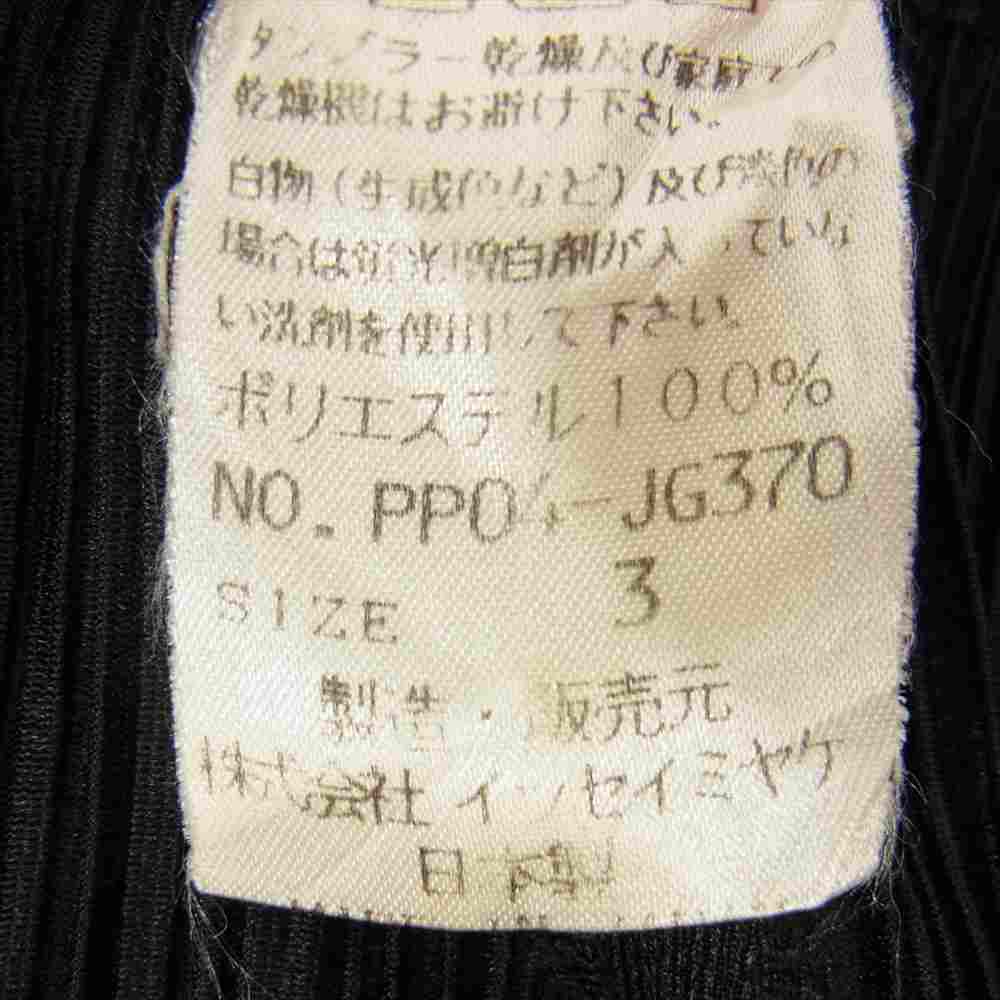 タンブラー乾燥及び家庭での
乾燥機はお避け下さい。
白物(生成色など)及び淡色の
場合は蛍光増白剤が入っていな
い洗剤を使用して下さい。
ポリエステル100%
NO. PP04-JG370
SIZE 3
製造・販売元
株式会社イッセイミヤケ
日本製